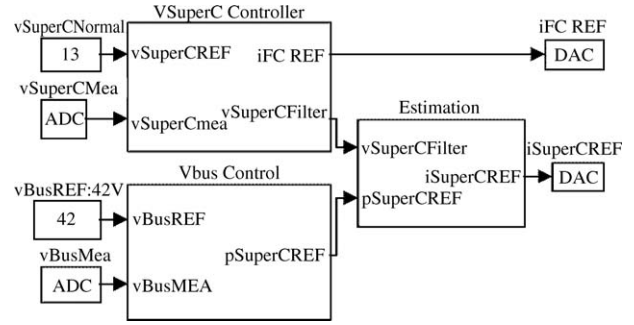 VSuperC Controller
vSuperCNormal
13
vSuperCREF
iFC REF
iFC REF
DAC
vSuperCMea
ADC
vSuperCmea
vSuperCFilter
Estimation
vSuperCFilter
iSuperCREF
pSuperCREF
iSuperCREF
DAC
Vbus Control
vBusREF:42V
42
vBusREF
pSuperCREF
vBusMea
ADC
vBusMEA